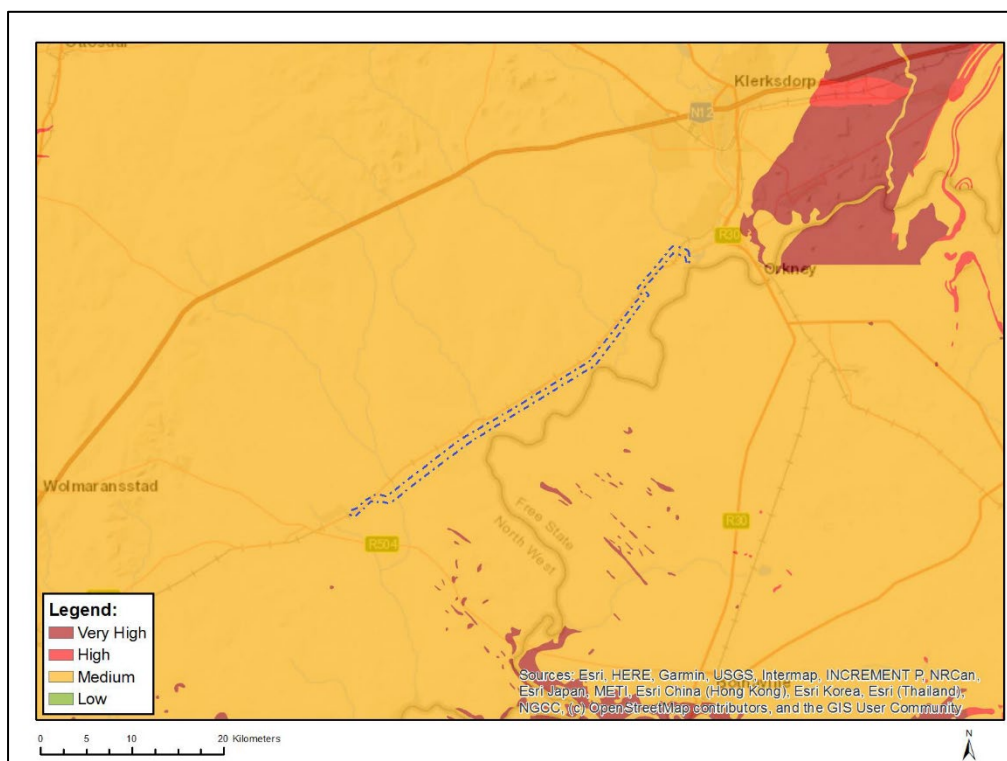 Klerksdorp
N12
R30
Orkney
Wolmaransstad
Free State
North West
R30
R504
Legend:
Very High
High
Medium
Low
Sources: Esri, HERE, Garmin, USGS, Intermap, INCREMENT P, NRCan,
Esri Japan, METI, Esri China (Hong Kong), Esri Korea, Esri (Thailand),
NGCC, (c) OpenStreetMap contributors, and the GIS User Community
0 5 10 20 Kilometers
N